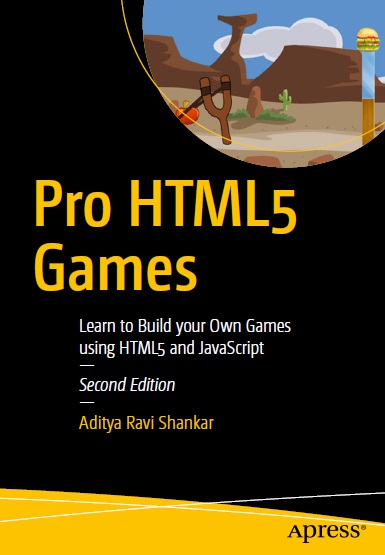 Pro HTML5
Games
Learn to Build your Own Games
using HTML5 and JavaScript
—
Second Edition
—
Aditya Ravi Shankar
Apress®